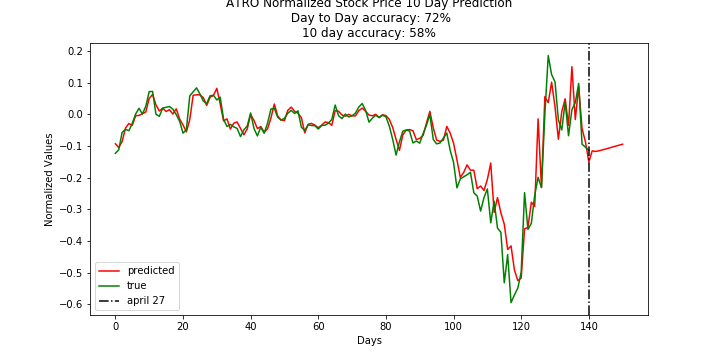 ATRO Normalized Stock Price 10 Day Prediction
Day to Day accuracy: 72%
10 day accuracy: 58%
0.2
0.1
0.0
−0.1
−0.2
−0.3
−0.4
−0.5
−0.6
Normalized Values
predicted
true
april 27
0 20 40 60 80 100 120 140
Days